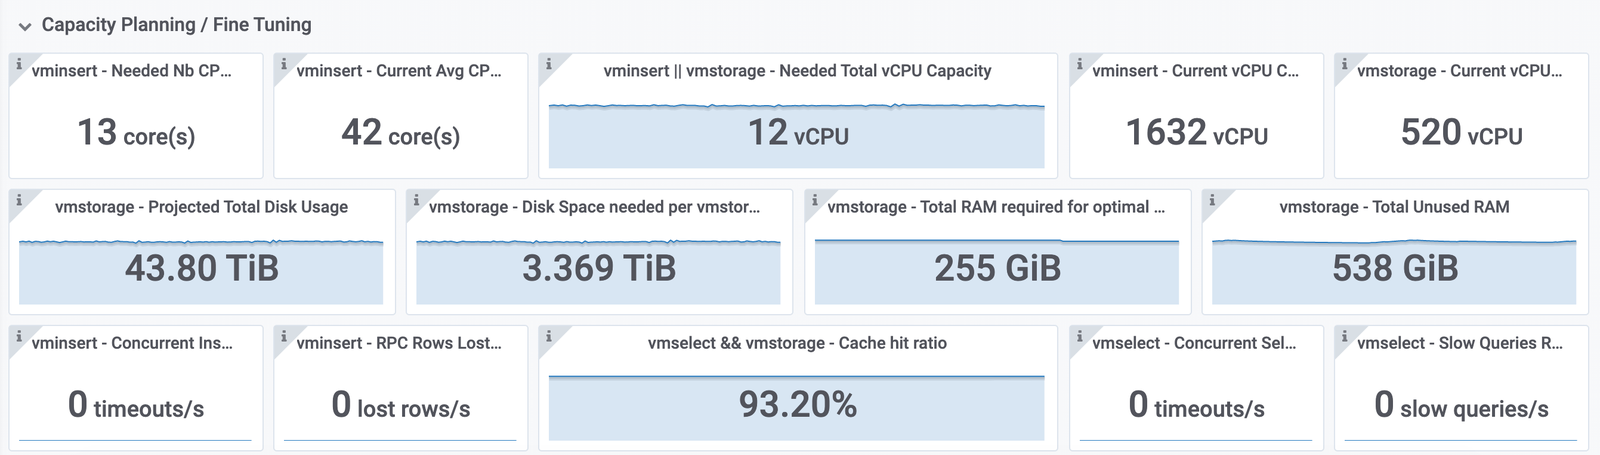 Capacity Planning / Fine Tuning
vminsert - Needed Nb CP...
vminsert - Current Avg CP...
vminsert || vmstorage - Needed Total vCPU Capacity
vminsert - Current vCPU C...
vmstorage - Current vCPU...
13 core(s)
42 core(s)
12 vCPU
1632 vCPU
520 vCPU
vmstorage - Projected Total Disk Usage
vmstorage - Disk Space needed per vmstor...
vmstorage - Total RAM required for optimal ...
vmstorage - Total Unused RAM
43.80 TiB
3.369 TiB
255 GiB
538 GiB
vminsert - Concurrent Ins...
vminsert - RPC Rows Lost...
vmselect && vmstorage - Cache hit ratio
vmselect - Concurrent Sel...
vmselect - Slow Queries R...
0 timeouts/s
0 lost rows/s
93.20%
0 timeouts/s
0 slow queries/s